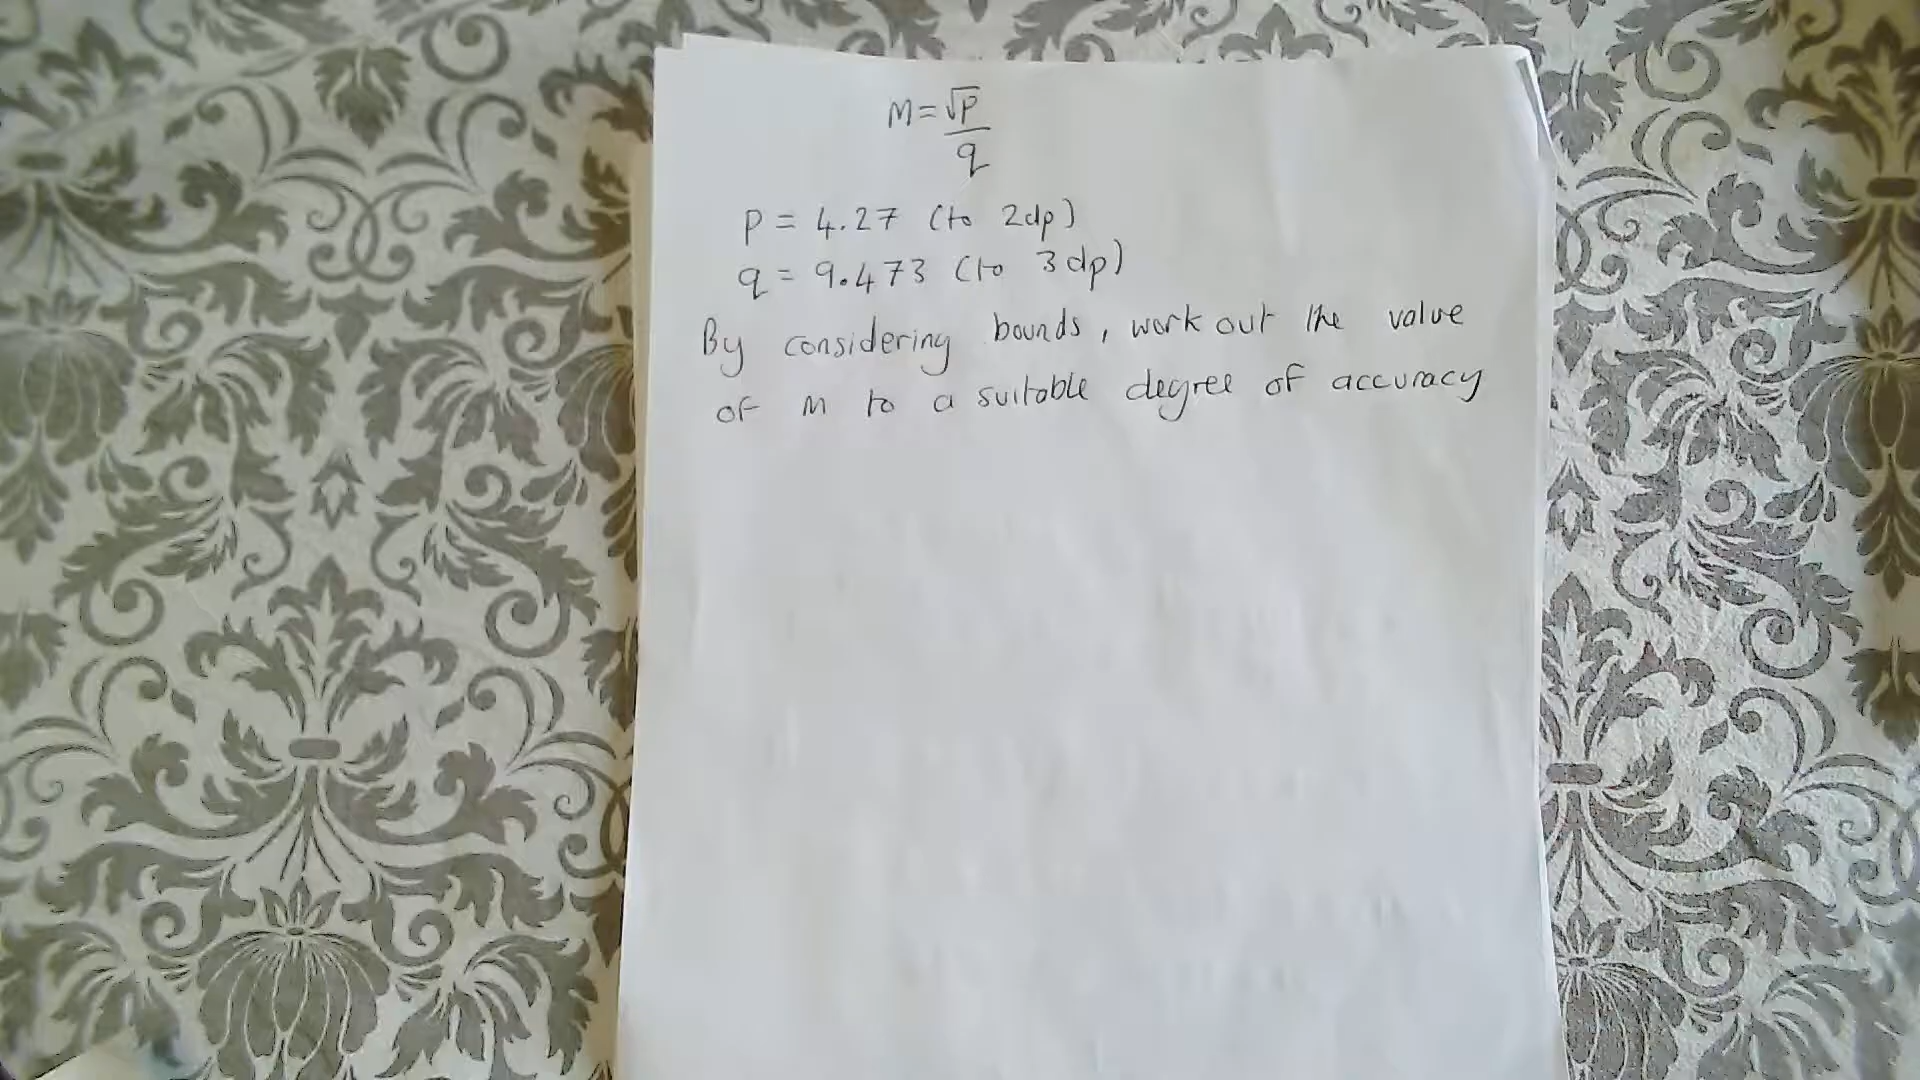 M = √p / q
p = 4.27 (to 2dp)
q = 9.473 (to 3dp)
By considering bounds, work out the value
of M to a suitable degree of accuracy